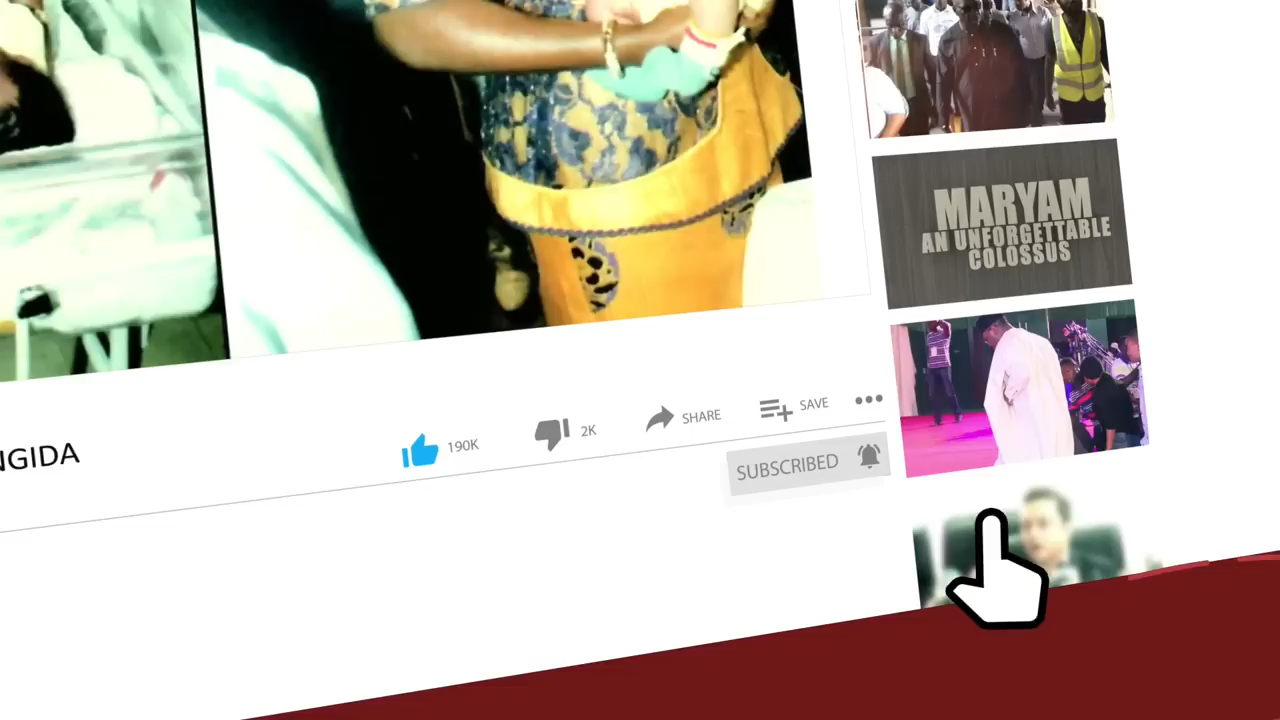 MARYAM
AN UNFORGETTABLE
COLOSSUS
NGIDA
190K
2K
SHARE
SAVE
SUBSCRIBED